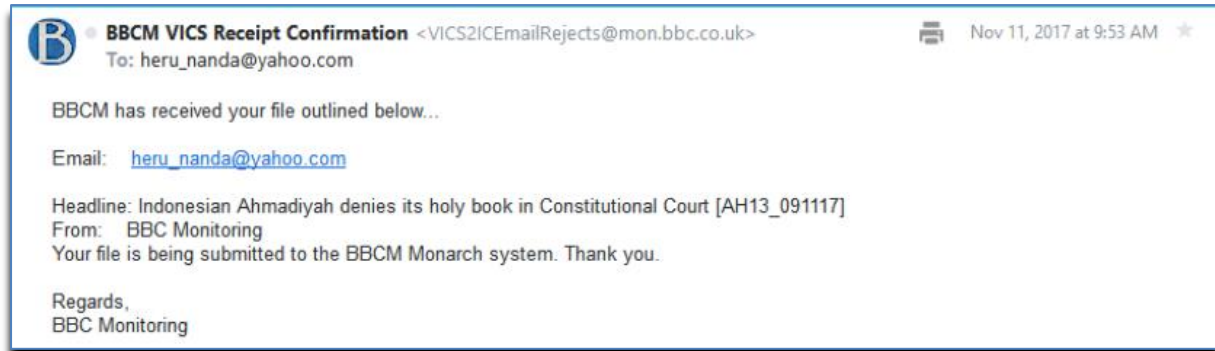 B
BBCM VICS Receipt Confirmation <VICS2ICEmailRejects@mon.bbc.co.uk> Nov 11, 2017 at 9:53 AM
To: heru_nanda@yahoo.com
BBCM has received your file outlined below...
Email: heru_nanda@yahoo.com
Headline: Indonesian Ahmadiyah denies its holy book in Constitutional Court [AH13_091117]
From: BBC Monitoring
Your file is being submitted to the BBCM Monarch system. Thank you.
Regards,
BBC Monitoring